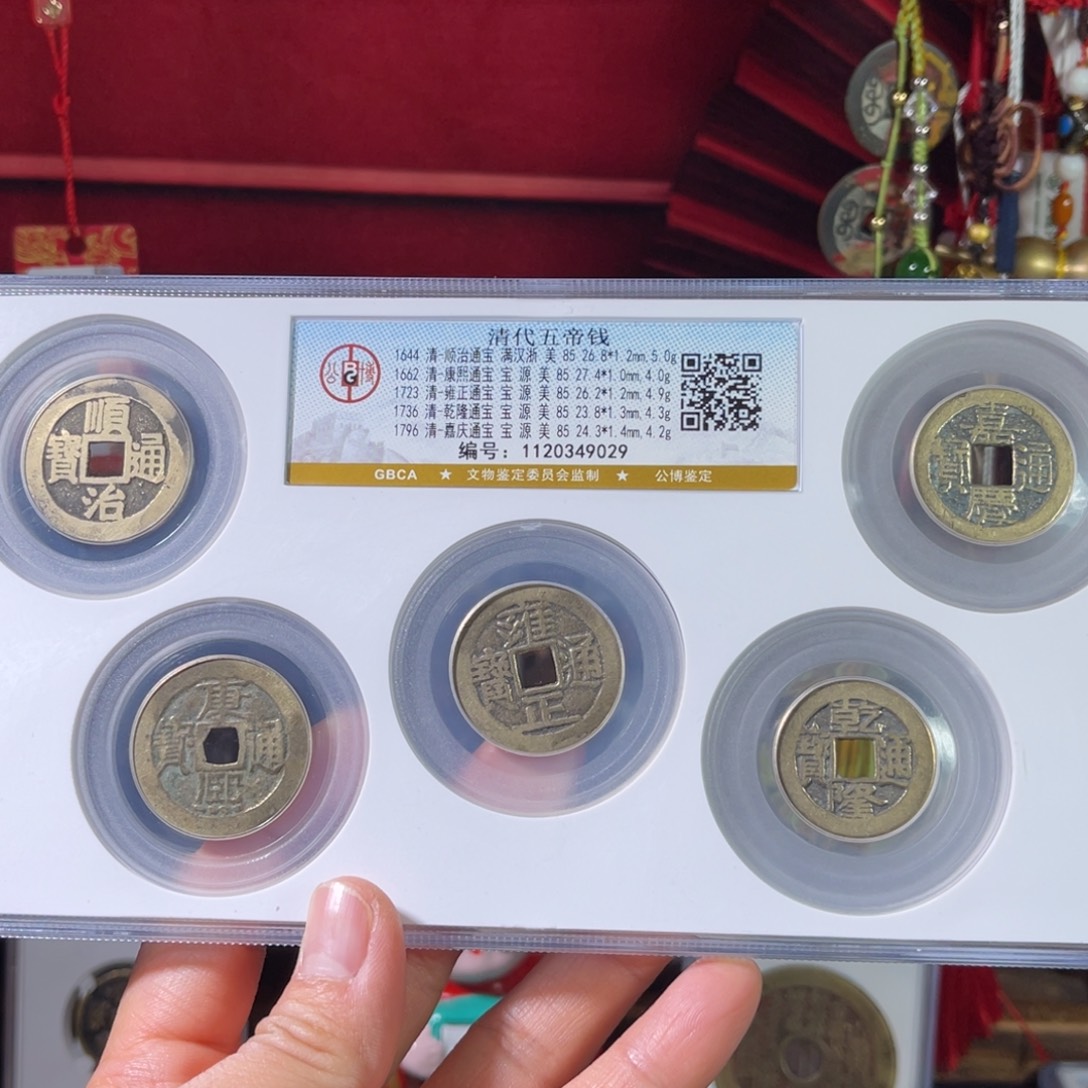 清代五帝钱
1644 清-顺治通宝 满汉浙 美 85 26.8*1.2mm, 5.0g
1662 清-康熙通宝 宝 源 美 85 27.4*1.0mm, 4.0g
1723 清-雍正通宝 宝 源 美 85 26.2*1.2mm, 4.9g
1736 清-乾隆通宝 宝 源 美 85 23.8*1.3mm, 4.3g
1796 清-嘉庆通宝 宝 源 美 85 24.3*1.4mm, 4.2g
编号：1120349029
GBCA ★ 文物鉴定委员会监制 ★ 公博鉴定
公 G 博
順治通寶
嘉慶通寶
康熙通寶
雍正通寶
乾隆通寶